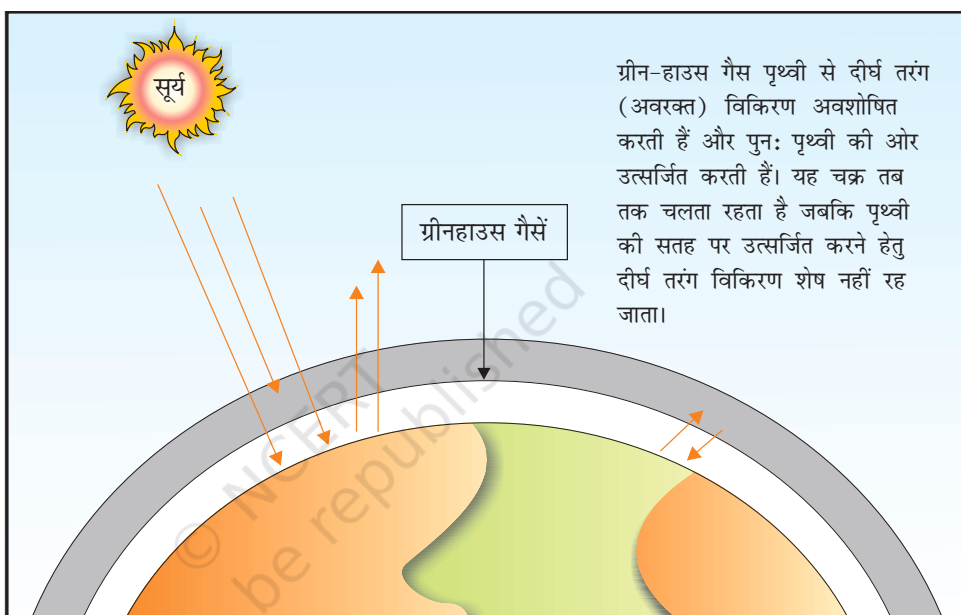 सूर्य
ग्रीन-हाउस गैस पृथ्वी से दीर्घ तरंग
(अवरक्त) विकिरण अवशोषित
करती हैं और पुन: पृथ्वी की ओर
उत्सर्जित करती हैं। यह चक्र तब
तक चलता रहता है जबकि पृथ्वी
की सतह पर उत्सर्जित करने हेतु
दीर्घ तरंग विकिरण शेष नहीं रह
जाता।
ग्रीनहाउस गैसें
© NCERT
be republished